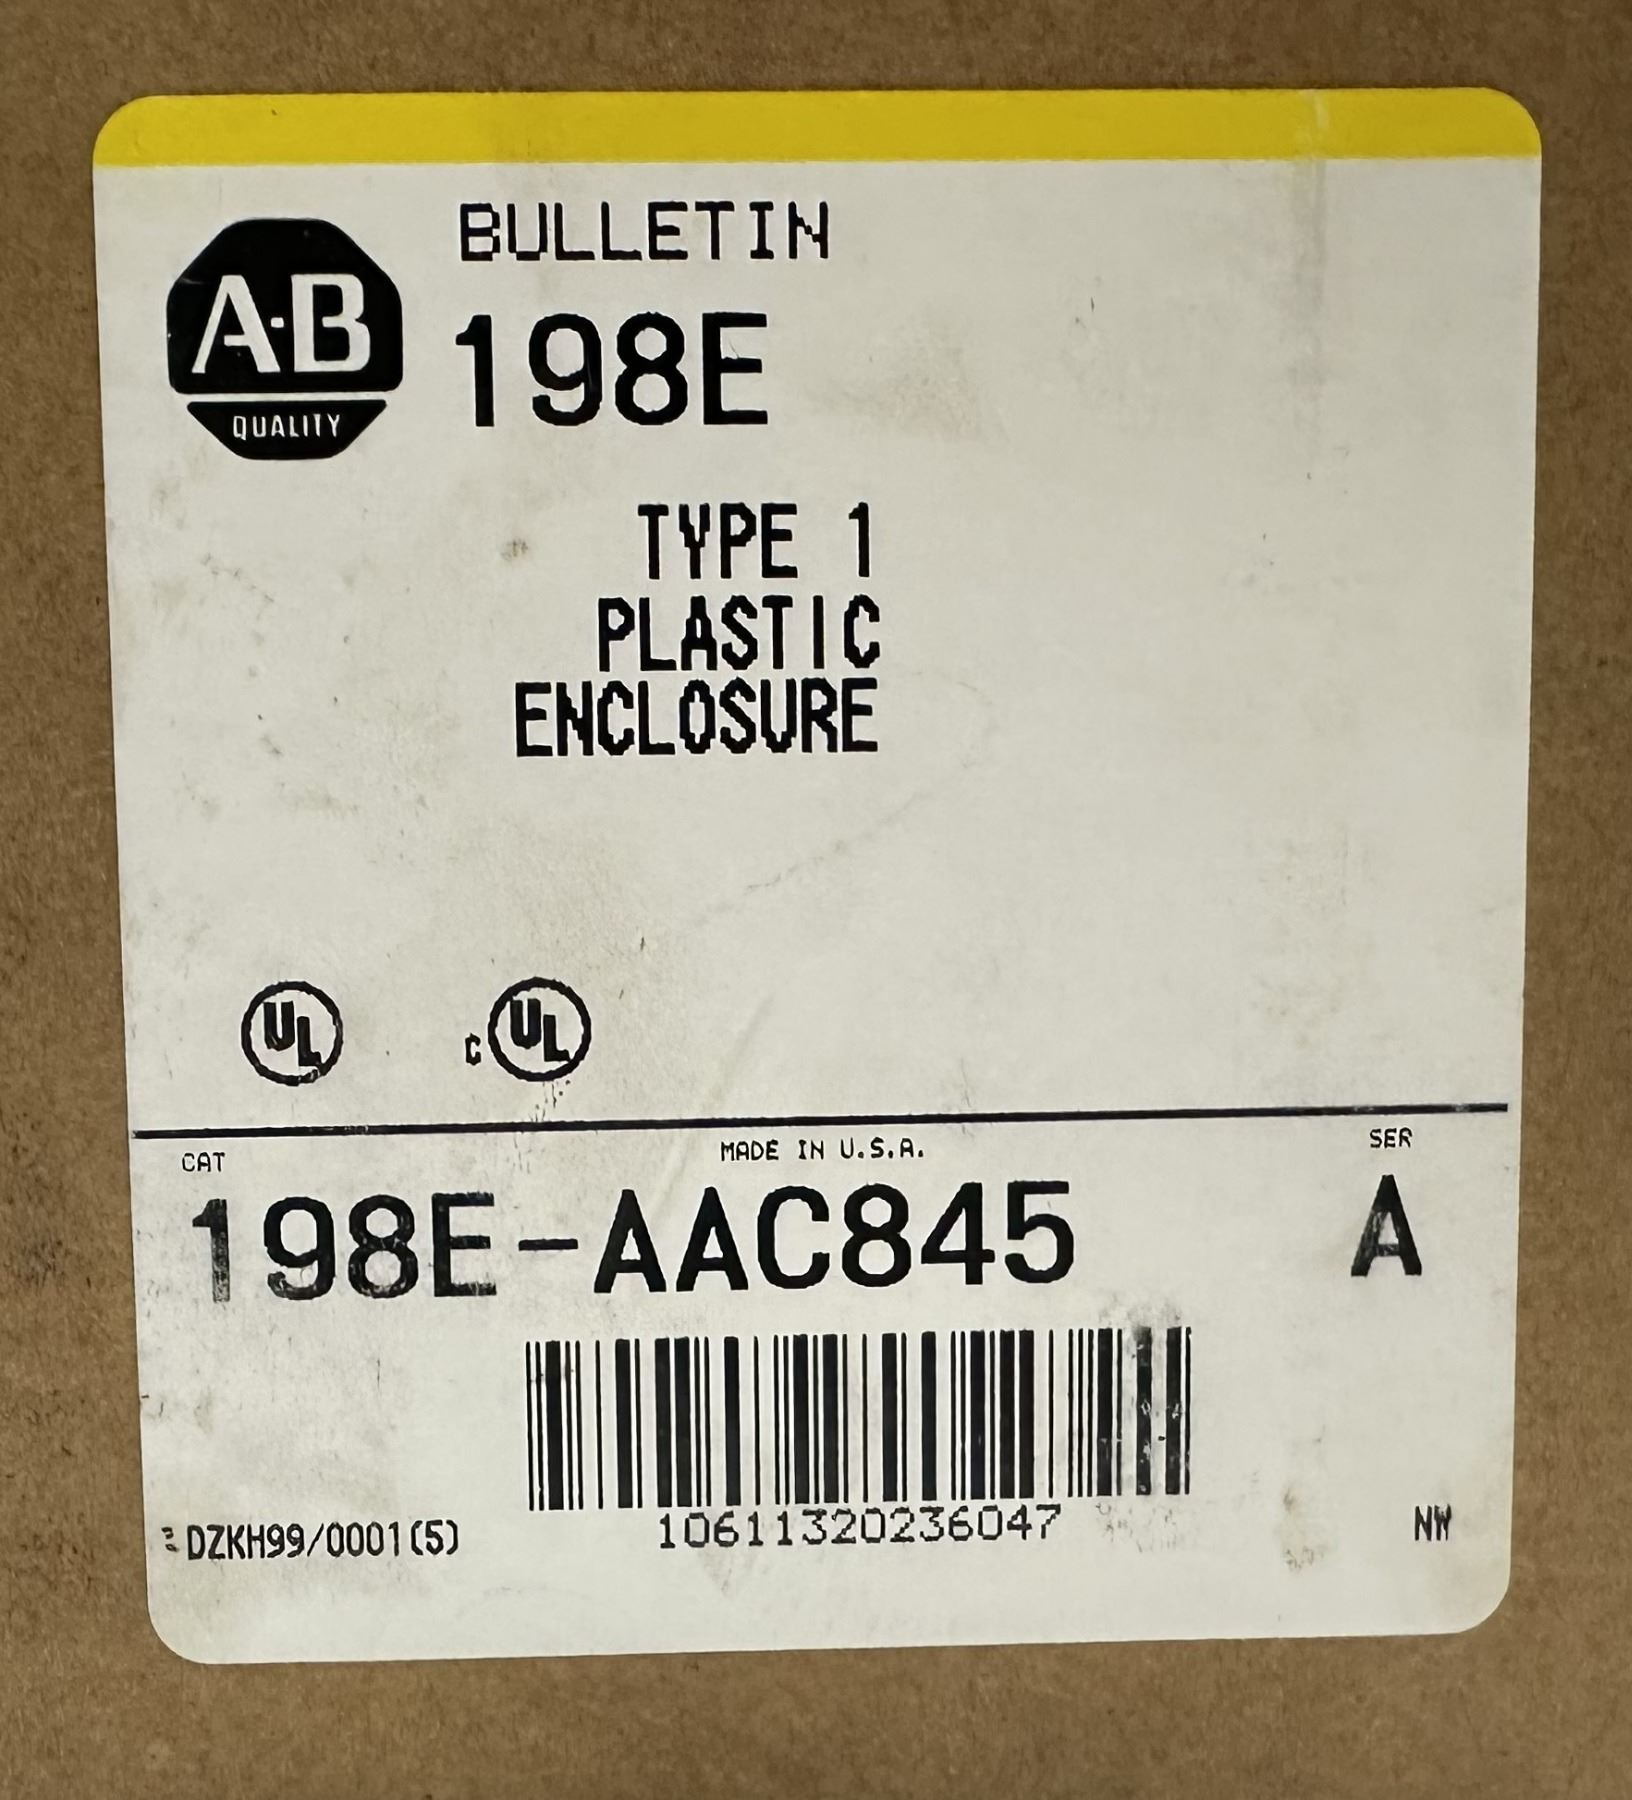 BULLETIN
A-B
QUALITY
198E
TYPE 1
PLASTIC
ENCLOSURE
UL
C UL
CAT
MADE IN U.S.A.
SER
198E-AAC845
A
DZKH99/0001(5)
10611320236047
NW